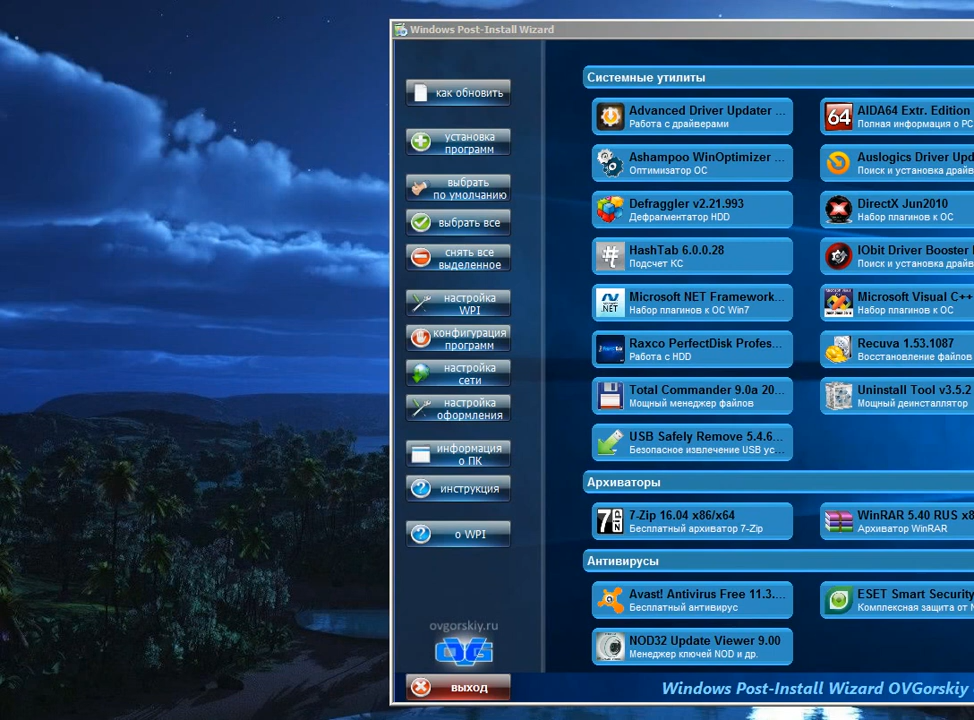 Windows Post-Install Wizard
как обновить
установка
программ
выбрать
по умолчанию
выбрать все
снять все
выделенное
настройка
WPI
конфигурация
программ
настройка
сети
настройка
оформления
информация
о ПК
инструкция
о WPI
ovgorskiy.ru
OVG
выход
Системные утилиты
Advanced Driver Updater ...
Работа с драйверами
64
AIDA64 Extr. Edition
Полная информация о РС
Ashampoo WinOptimizer ...
Оптимизатор ОС
Auslogics Driver Upd
Поиск и установка драйв
Defraggler v2.21.993
Дефрагментатор HDD
DirectX Jun2010
Набор плагинов к ОС
HashTab 6.0.0.28
Подсчет КС
IObit Driver Booster
Поиск и установка драйв
.NET
Microsoft NET Framework...
Набор плагинов к ОС Win7
Microsoft Visual C++
Набор плагинов к ОС
Raxco PerfectDisk Profes...
Работа с HDD
Recuva 1.53.1087
Восстановление файлов
Total Commander 9.0a 20...
Мощный менеджер файлов
Uninstall Tool v3.5.2
Мощный деинсталлятор
USB Safely Remove 5.4.6...
Безопасное извлечение USB ус...
Архиваторы
7ZIP
7-Zip 16.04 x86/x64
Бесплатный архиватор 7-Zip
WinRAR 5.40 RUS x8
Архиватор WinRAR
Антивирусы
Avast! Antivirus Free 11.3....
Бесплатный антивирус
ESET Smart Security
Комплексная защита от
NOD32 Update Viewer 9.00
Менеджер ключей NOD и др.
Windows Post-Install Wizard OVGorskiy